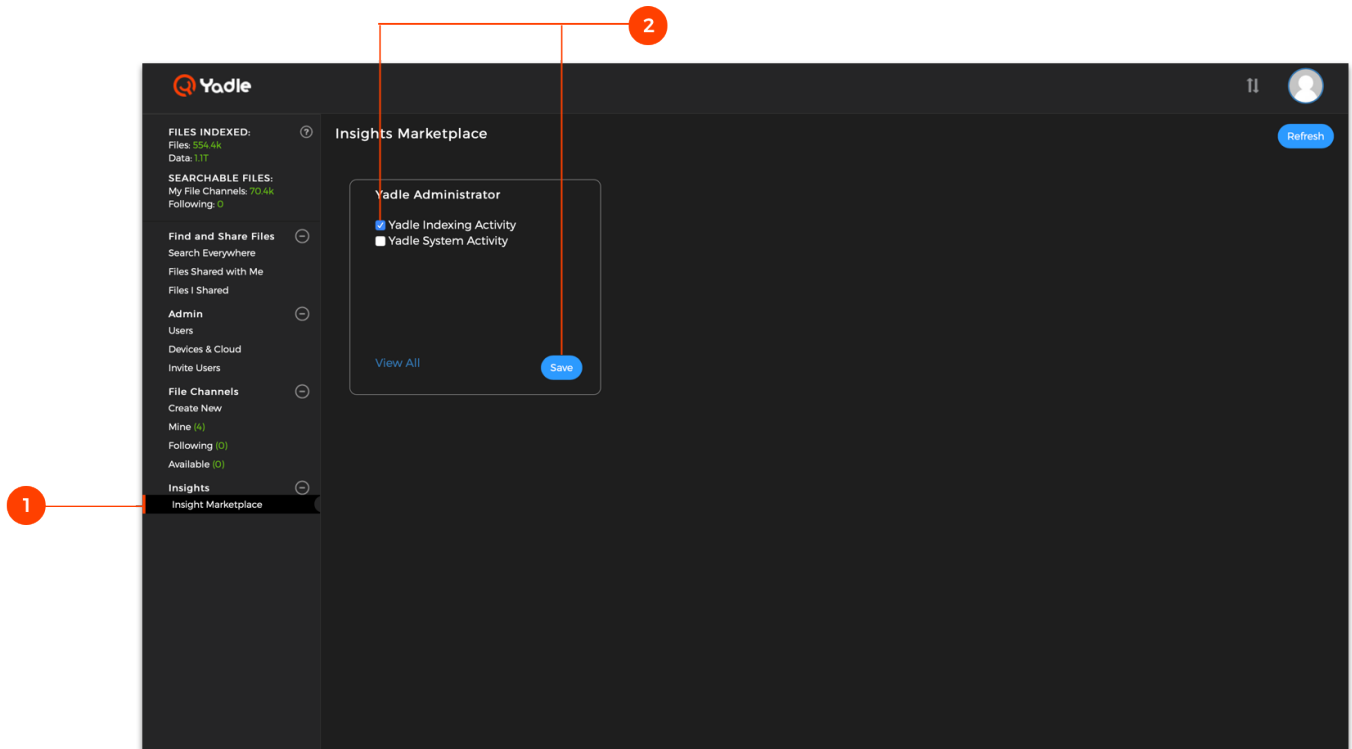 2
Yadle
FILES INDEXED:
?
Files: 554.4k
Data: 1.1T
SEARCHABLE FILES:
My File Channels: 70.4k
Following: 0
Find and Share Files
Search Everywhere
Files Shared with Me
Files I Shared
Admin
Users
Devices & Cloud
Invite Users
File Channels
Create New
Mine (4)
Following (0)
Available (0)
Insights
1
Insight Marketplace
Insights Marketplace
Refresh
Yadle Administrator
Yadle Indexing Activity
Yadle System Activity
View All
Save